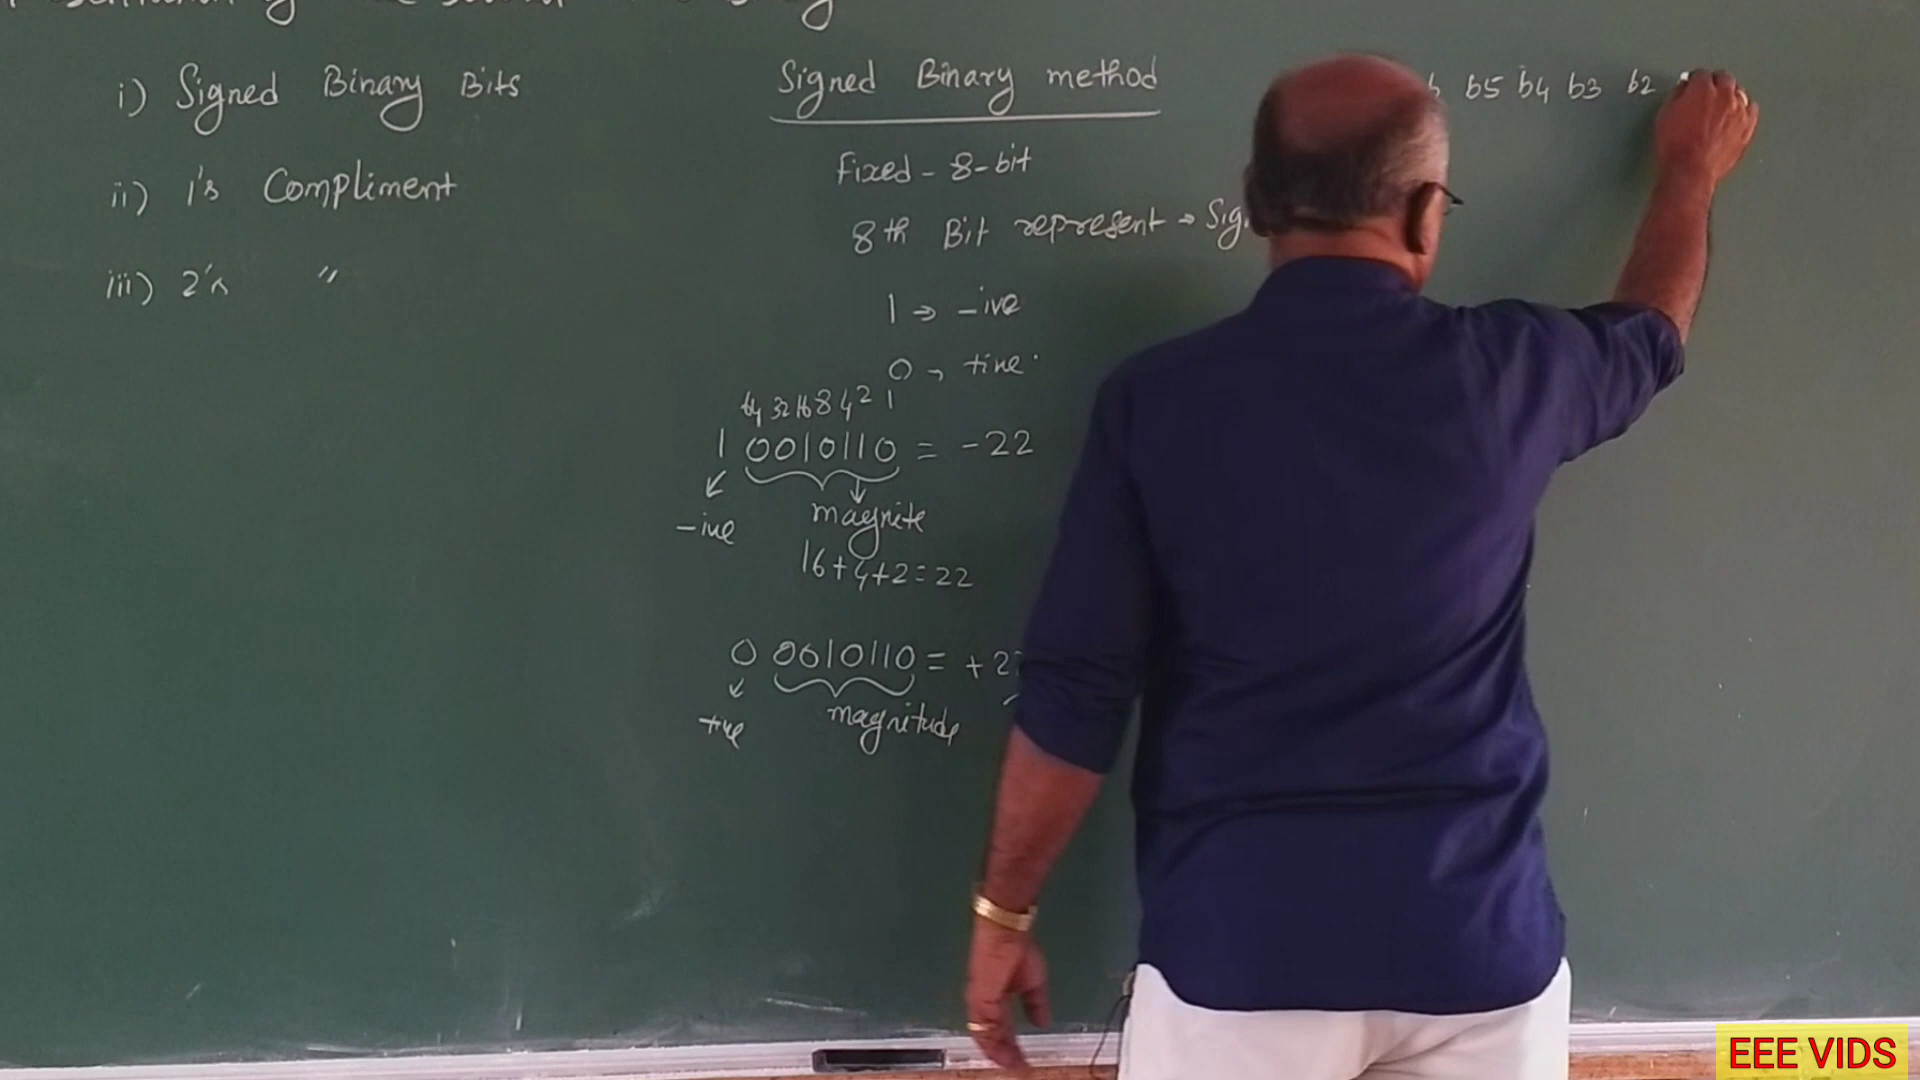 i) Signed Binary Bits
ii) 1's Compliment
iii) 2's "
Signed Binary method
Fixed - 8-bit
8th Bit represent →
1 → -ive
0 → +ive
64 32 16 8 4 2 1
1 0010110 = -22
-ive magnite
16+4+2=22
0 0010110 = +2
+ive magnitude
b5 b4 b3 b2
EEE VIDS